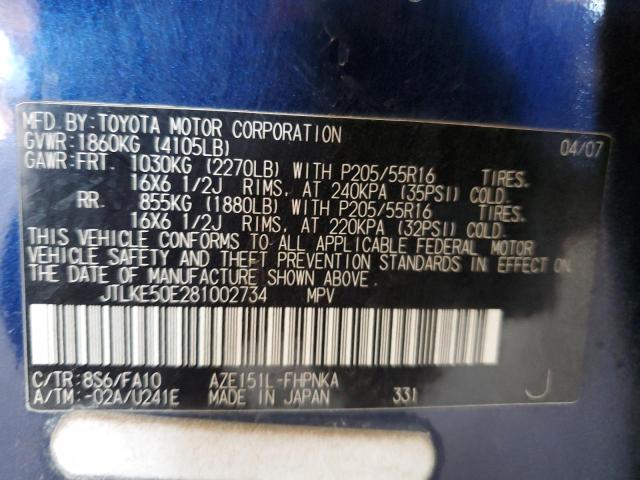 MFD.BY:TOYOTA MOTOR CORPORATION 04/07
GVWR:1860KG (4105LB)
GAWR:FRT. 1030KG (2270LB) WITH P205/55R16 TIRES.
16X6 1/2J RIMS, AT 240KPA (35PSI) COLD.
RR. 855KG (1880LB) WITH P205/55R16 TIRES.
16X6 1/2J RIMS, AT 220KPA (32PSI) COLD.
THIS VEHICLE CONFORMS TO ALL APPLICABLE FEDERAL MOTOR
VEHICLE SAFETY AND THEFT PREVENTION STANDARDS IN EFFECT ON
THE DATE OF MANUFACTURE SHOWN ABOVE.
JTLKE50E281002734 MPV
C/TR:8S6/FA10 AZE151L-FHPNKA
A/TM:-02A/U241E MADE IN JAPAN 331 J